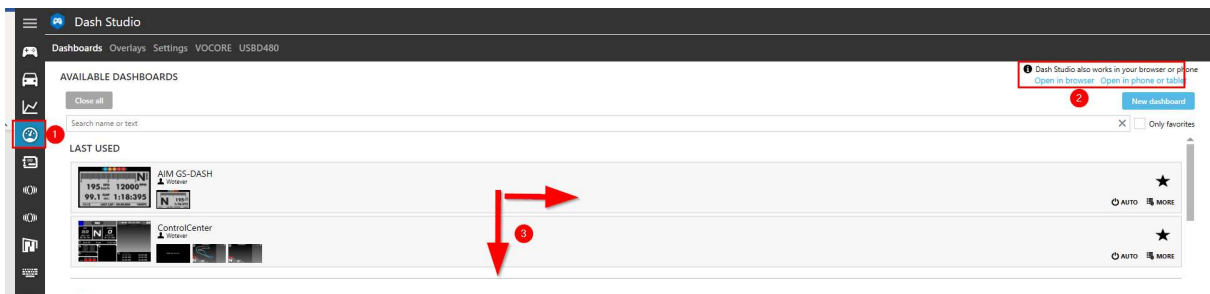 Dash Studio
Dashboards Overlays Settings VOCORE USBD480
AVAILABLE DASHBOARDS
Dash Studio also works in your browser or phone
Open in browser Open in phone or tablet
Close all
2
New dashboard
1
Search name or text
Only favorites
LAST USED
AIM GS-DASH
Wotever
N
195
12000
99.1
1:18:395
N
AUTO MORE
3
ControlCenter
Wotever
N
AUTO MORE